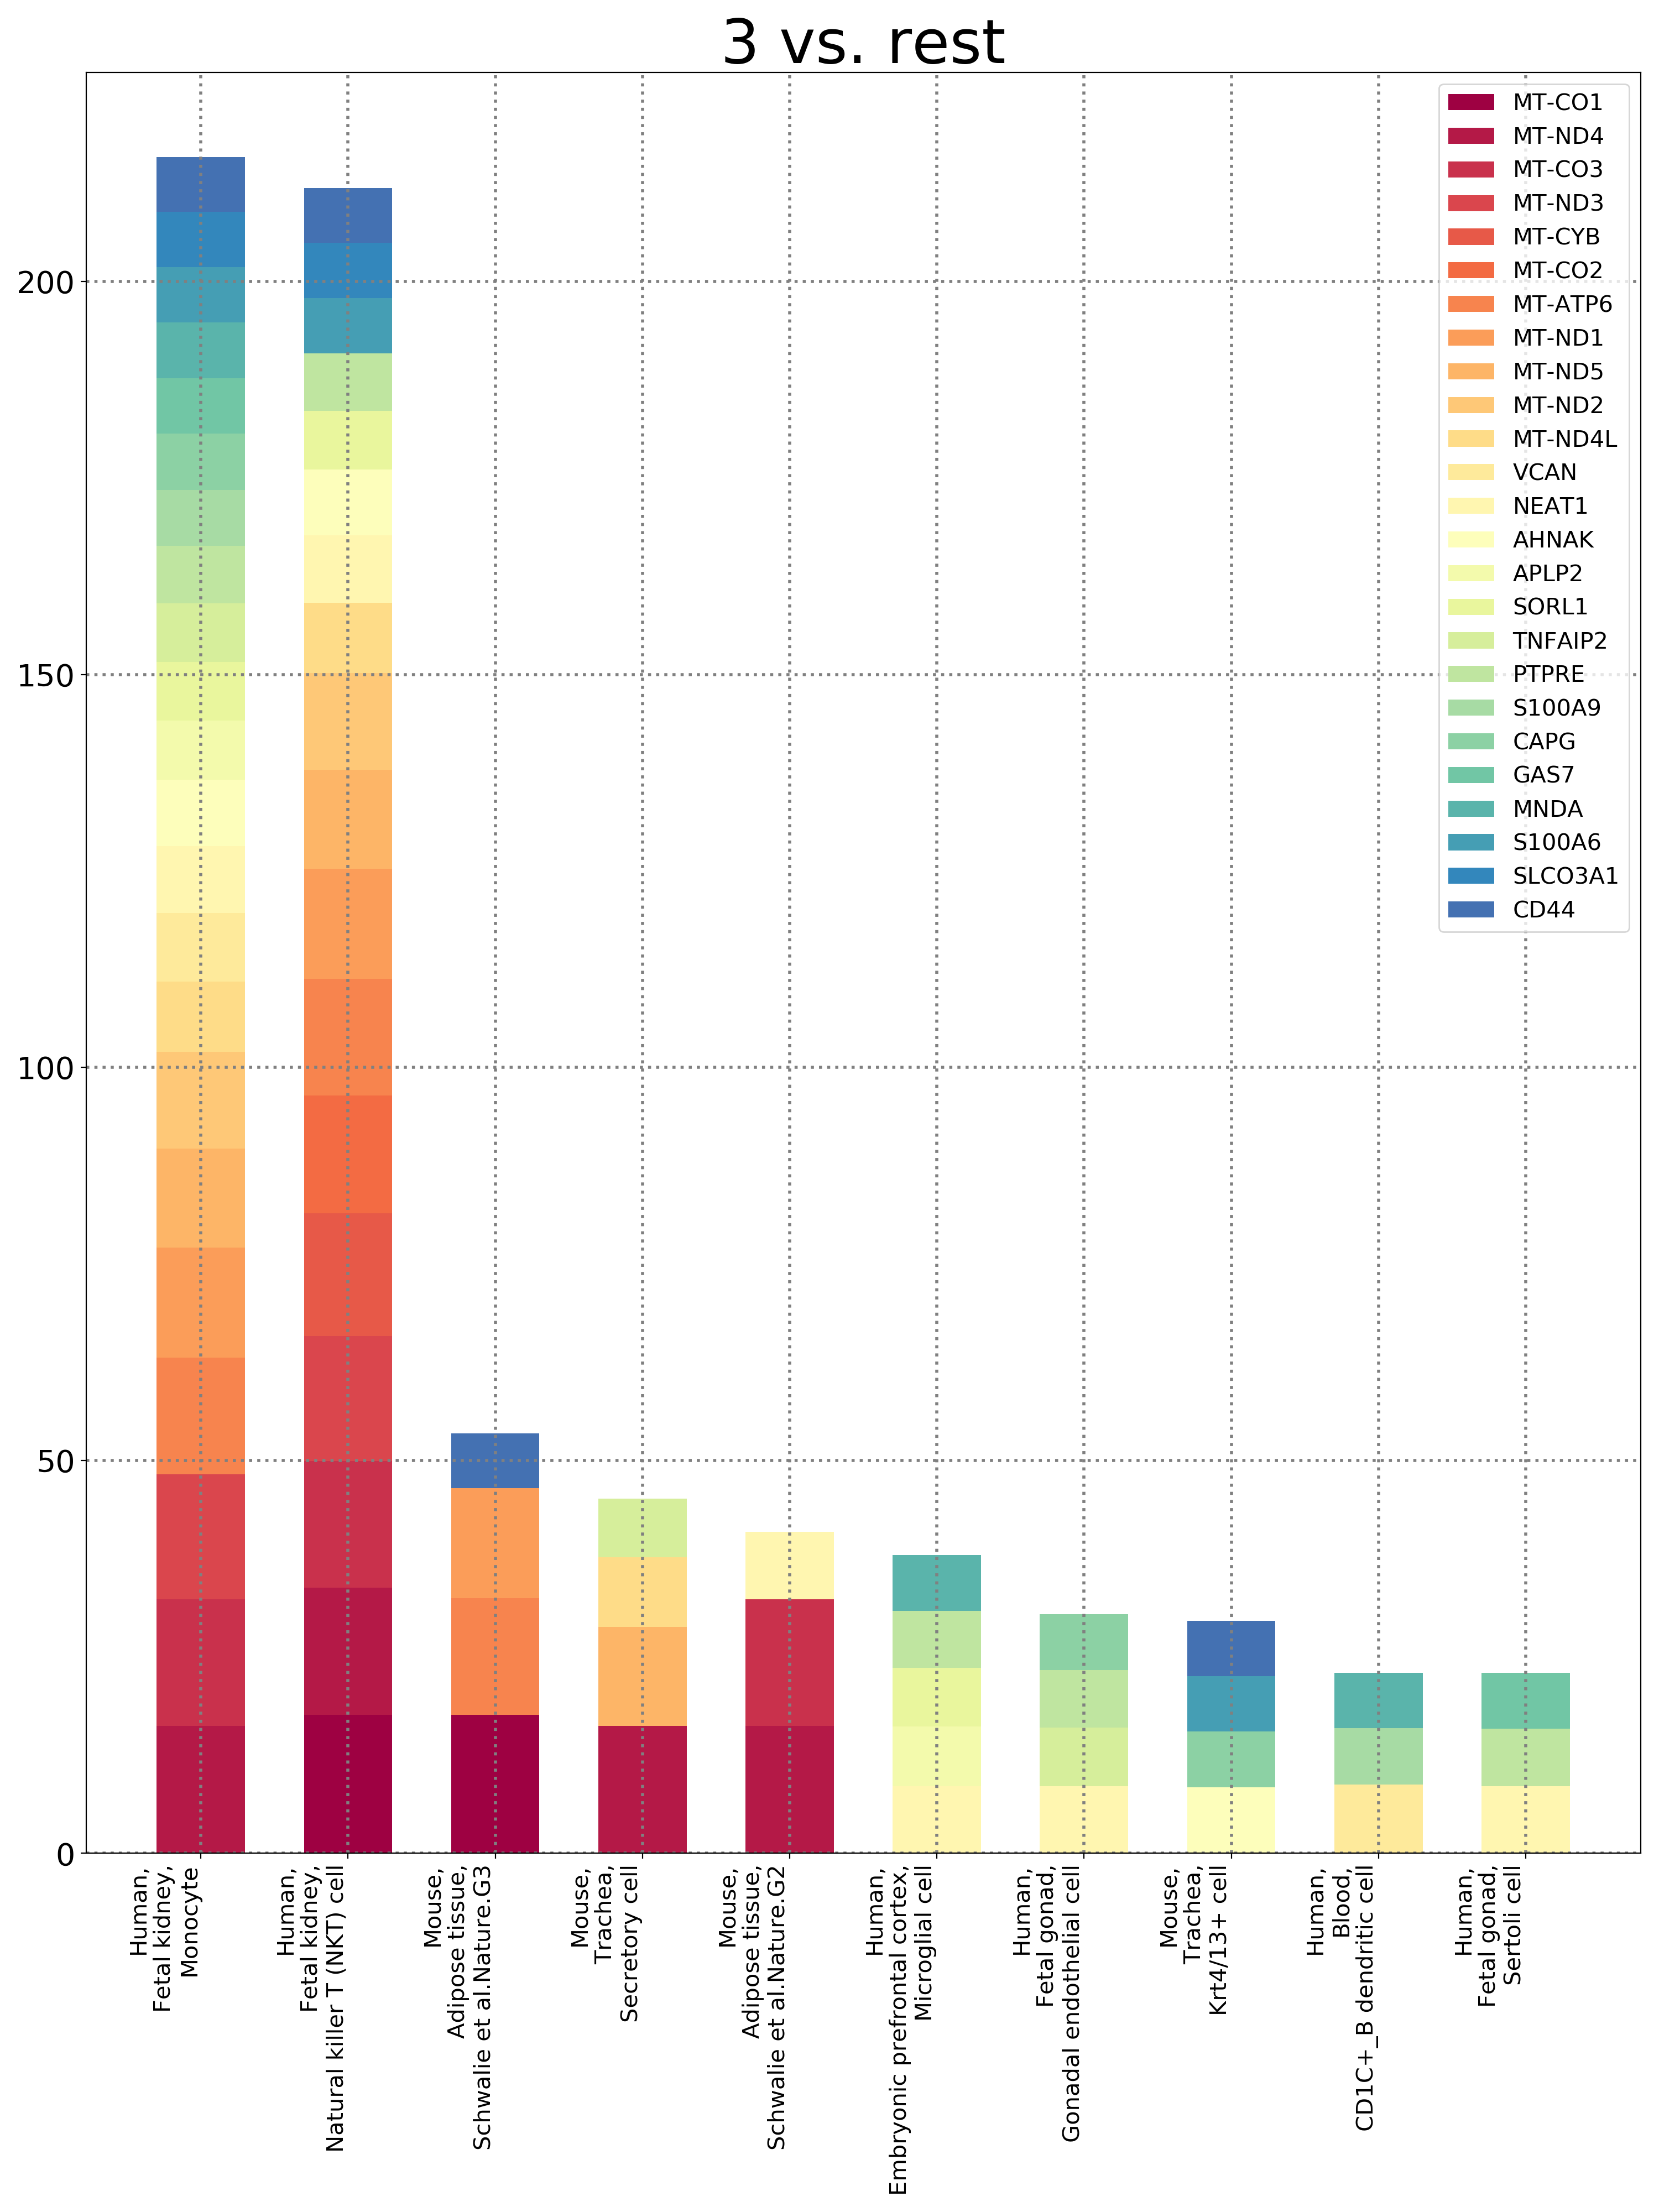 3 vs. rest
200
150
100
50
0
MT-CO1
MT-ND4
MT-CO3
MT-ND3
MT-CYB
MT-CO2
MT-ATP6
MT-ND1
MT-ND5
MT-ND2
MT-ND4L
VCAN
NEAT1
AHNAK
APLP2
SORL1
TNFAIP2
PTPRE
S100A9
CAPG
GAS7
MNDA
S100A6
SLCO3A1
CD44
Human,
Fetal kidney,
Monocyte
Human,
Fetal kidney,
Natural killer T (NKT) cell
Mouse,
Adipose tissue,
Schwalie et al.Nature.G3
Mouse,
Trachea,
Secretory cell
Mouse,
Adipose tissue,
Schwalie et al.Nature.G2
Human,
Embryonic prefrontal cortex,
Microglial cell
Human,
Fetal gonad,
Gonadal endothelial cell
Mouse,
Trachea,
Krt4/13+ cell
Human,
Blood,
CD1C+_B dendritic cell
Human,
Fetal gonad,
Sertoli cell